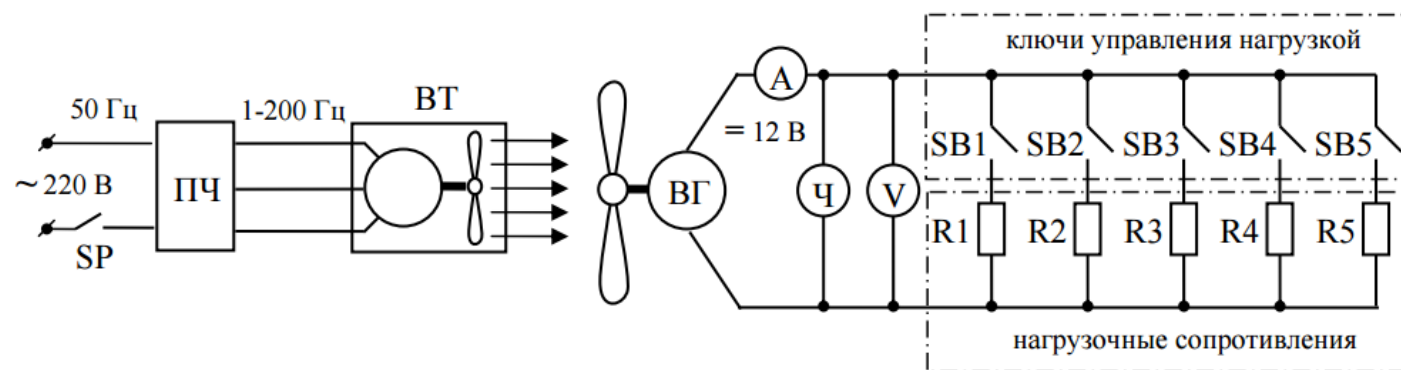 ключи управления нагрузкой
50 Гц
1-200 Гц
ВТ
А
= 12 В
SB1
SB2
SB3
SB4
SB5
~ 220 В
ПЧ
ВГ
Ч
V
SP
R1
R2
R3
R4
R5
нагрузочные сопротивления